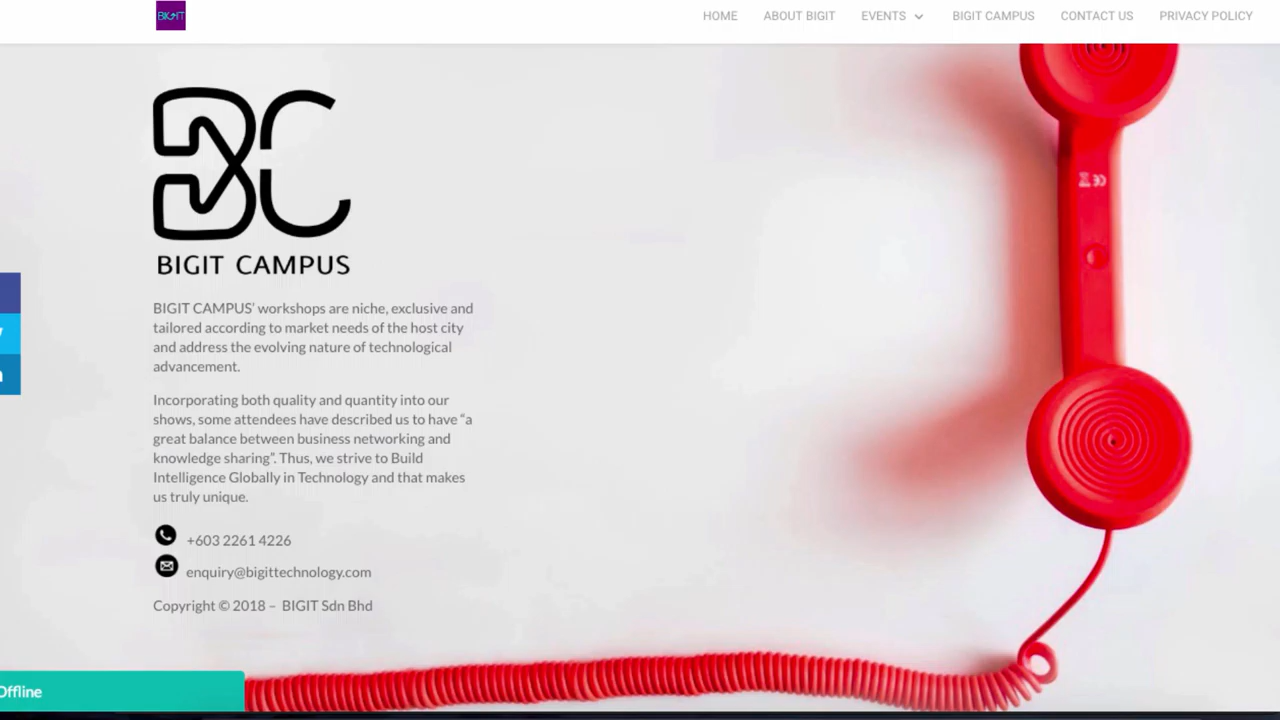 BIGIT
HOME ABOUT BIGIT EVENTS BIGIT CAMPUS CONTACT US PRIVACY POLICY
BC
BIGIT CAMPUS
BIGIT CAMPUS' workshops are niche, exclusive and
tailored according to market needs of the host city
and address the evolving nature of technological
advancement.
Incorporating both quality and quantity into our
shows, some attendees have described us to have “a
great balance between business networking and
knowledge sharing”. Thus, we strive to Build
Intelligence Globally in Technology and that makes
us truly unique.
+603 2261 4226
enquiry@bigittechnology.com
Copyright © 2018 – BIGIT Sdn Bhd
Offline